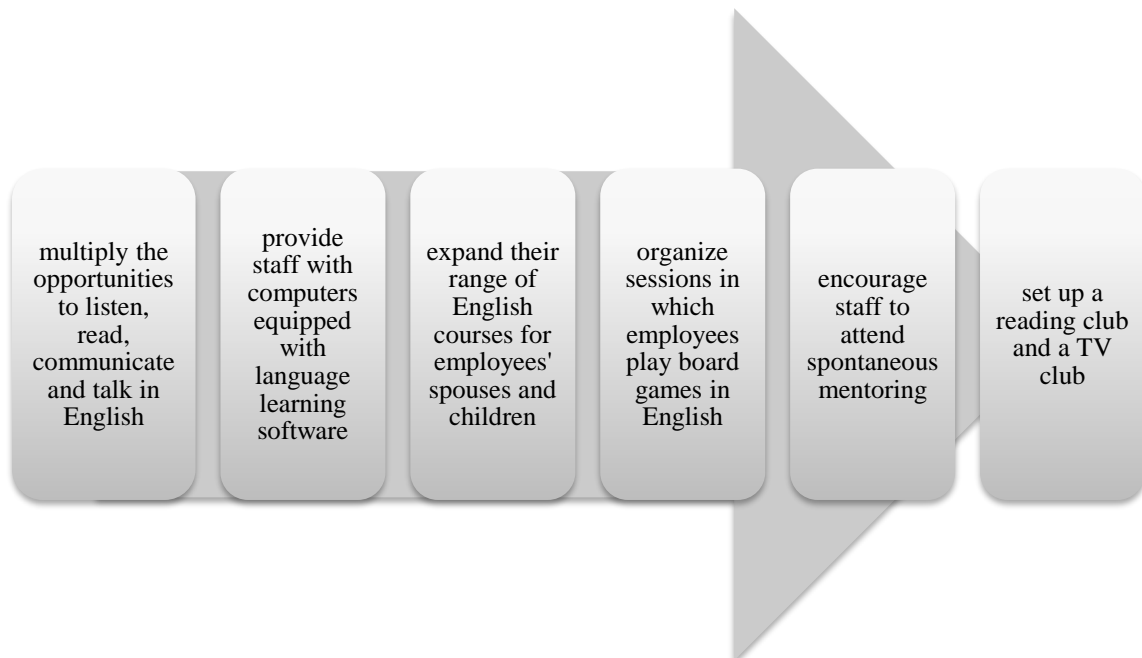 multiply the
opportunities
to listen,
read,
communicate
and talk in
English
provide
staff with
computers
equipped
with
language
learning
software
expand their
range of
English
courses for
employees'
spouses and
children
organize
sessions in
which
employees
play board
games in
English
encourage
staff to
attend
spontaneous
mentoring
set up a
reading club
and a TV
club